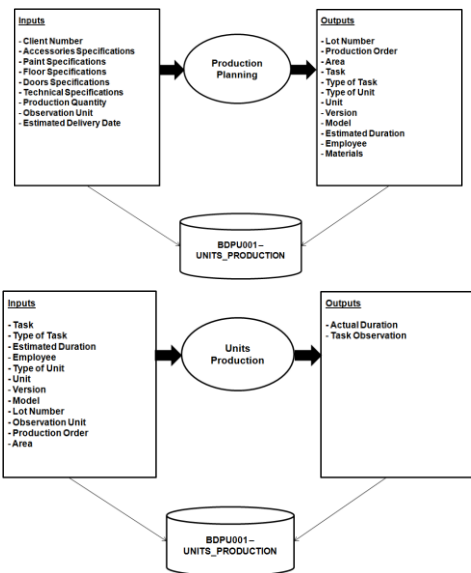 Inputs
- Client Number
- Accessories Specifications
- Paint Specifications
- Floor Specifications
- Doors Specifications
- Technical Specifications
- Production Quantity
- Observation Unit
- Estimated Delivery Date
Production
Planning
Outputs
- Lot Number
- Production Order
- Area
- Task
- Type of Task
- Type of Unit
- Unit
- Version
- Model
- Estimated Duration
- Employee
- Materials
BDPU001 –
UNITS_PRODUCTION
Inputs
- Task
- Type of Task
- Estimated Duration
- Employee
- Type of Unit
- Unit
- Version
- Model
- Lot Number
- Observation Unit
- Production Order
- Area
Units
Production
Outputs
- Actual Duration
- Task Observation
BDPU001 –
UNITS_PRODUCTION